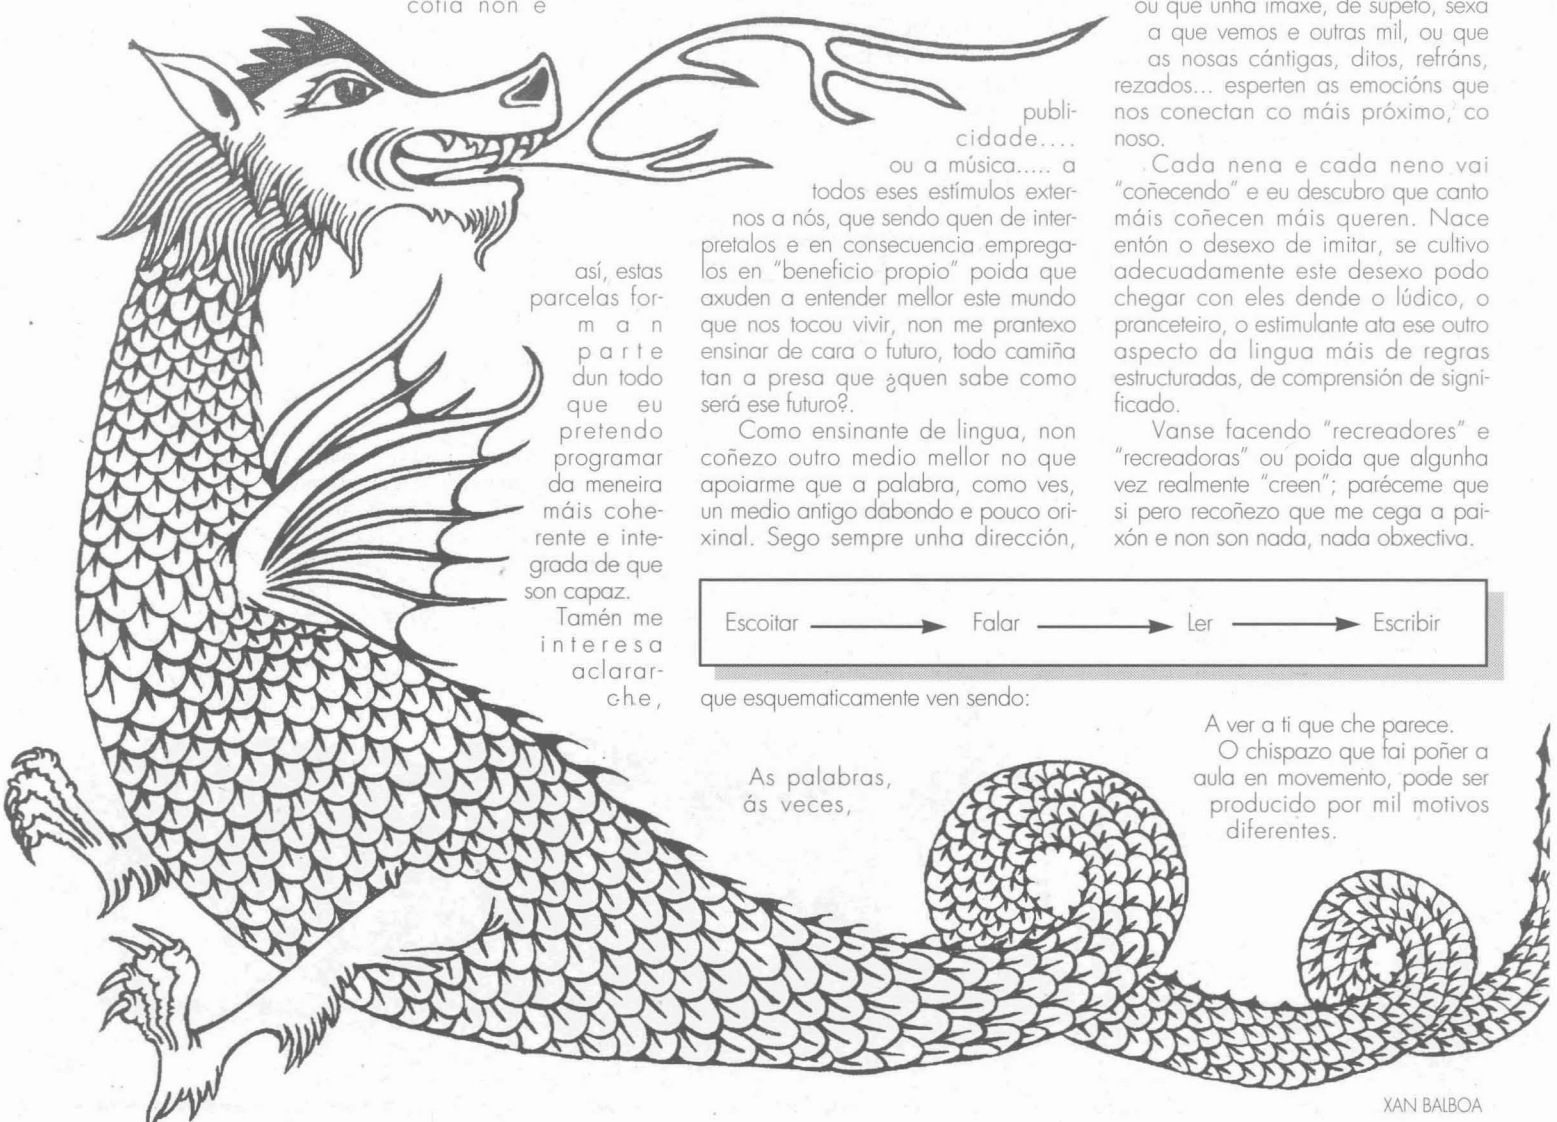 cotia non é
así, estas
parcelas for-
man
parte
dun todo
que eu
pretendo
programar
da meneira
máis cohe-
rente e inte-
grada de que
son capaz.
Tamén me
interesa
aclarar-
che,
publi-
cidade....
ou a música..... a
todos eses estímulos exter-
nos a nós, que sendo quen de inter-
pretalos e en consecuencia emprega-
los en "beneficio propio" poida que
axuden a entender mellor este mundo
que nos tocou vivir, non me prantexo
ensinar de cara o futuro, todo camiña
tan a presa que ¿quen sabe como
será ese futuro?.
Como ensinante de lingua, non
coñezo outro medio mellor no que
apoiarme que a palabra, como ves,
un medio antigo dabondo e pouco ori-
xinal. Sego sempre unha dirección,
Escoitar Falar Ler Escribir
que esquematicamente ven sendo:
As palabras,
ás veces,
ou que unha imaxe, de súpeto, sexa
a que vemos e outras mil, ou que
as nosas cántigas, ditos, refráns,
rezados... esperten as emocións que
nos conectan co máis próximo, co
noso.
Cada nena e cada neno vai
"coñecendo" e eu descubro que canto
máis coñecen máis queren. Nace
entón o desexo de imitar, se cultivo
adecuadamente este desexo podo
chegar con eles dende o lúdico, o
pranceteiro, o estimulante ata ese outro
aspecto da lingua máis de regras
estructuradas, de comprensión de signi-
ficado.
Vanse facendo "recreadores" e
"recreadoras" ou poida que algunha
vez realmente "creen"; paréceme que
si pero recoñezo que me cega a pai-
xón e non son nada, nada obxectiva.
A ver a ti que che parece.
O chispazo que fai poñer a
aula en movemento, pode ser
producido por mil motivos
diferentes.
XAN BALBOA